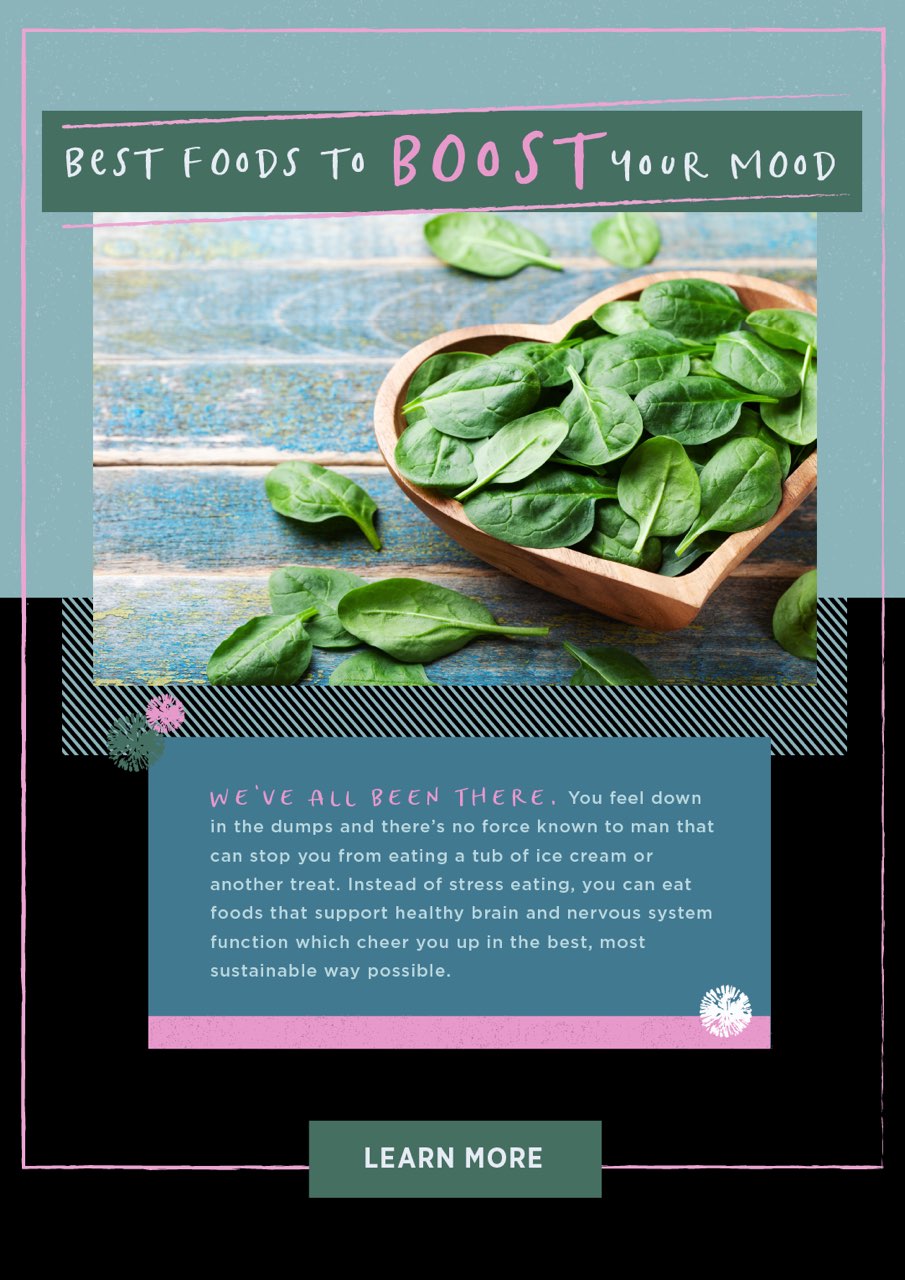 BEST FOODS TO BOOST YOUR MOOD
WE'VE ALL BEEN THERE. You feel down
in the dumps and there’s no force known to man that
can stop you from eating a tub of ice cream or
another treat. Instead of stress eating, you can eat
foods that support healthy brain and nervous system
function which cheer you up in the best, most
sustainable way possible.
LEARN MORE